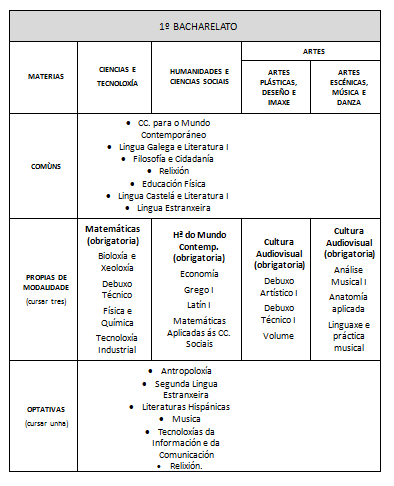 1º BACHARELATO
MATERIAS
CIENCIAS E
TECNOLOXÍA
HUMANIDADES E
CIENCIAS SOCIAIS
ARTES
ARTES
PLÁSTICAS,
DESEÑO E
IMAXE
ARTES
ESCÉNICAS,
MÚSICA E
DANZA
COMÙNS
• CC. para o Mundo
Contemporáneo
• Lingua Galega e Literatura I
• Filosofía e Cidadanía
• Relixión
• Educación Física
• Lingua Castelá e Literatura I
• Lingua Estranxeira
PROPIAS DE
MODALIDADE
(cursar tres)
Matemáticas
(obrigatoria)
Bioloxía e
Xeoloxía
Debuxo
Técnico
Física e
Química
Tecnoloxía
Industrial
Hª do Mundo
Contemp.
(obrigatoria)
Economía
Grego I
Latín I
Matemáticas
Aplicadas ás CC.
Sociais
Cultura
Audiovisual
(obrigatoria)
Debuxo
Artístico I
Debuxo
Técnico I
Volume
Cultura
Audiovisual
(obrigatoria)
Análise
Musical I
Anatomía
aplicada
Linguaxe e
práctica
musical
OPTATIVAS
(cursar unha)
• Antropoloxía
• Segunda Lingua
Estranxeira
• Literaturas Hispánicas
• Musica
• Tecnoloxías da
Información e da
Comunicación
• Relixión.